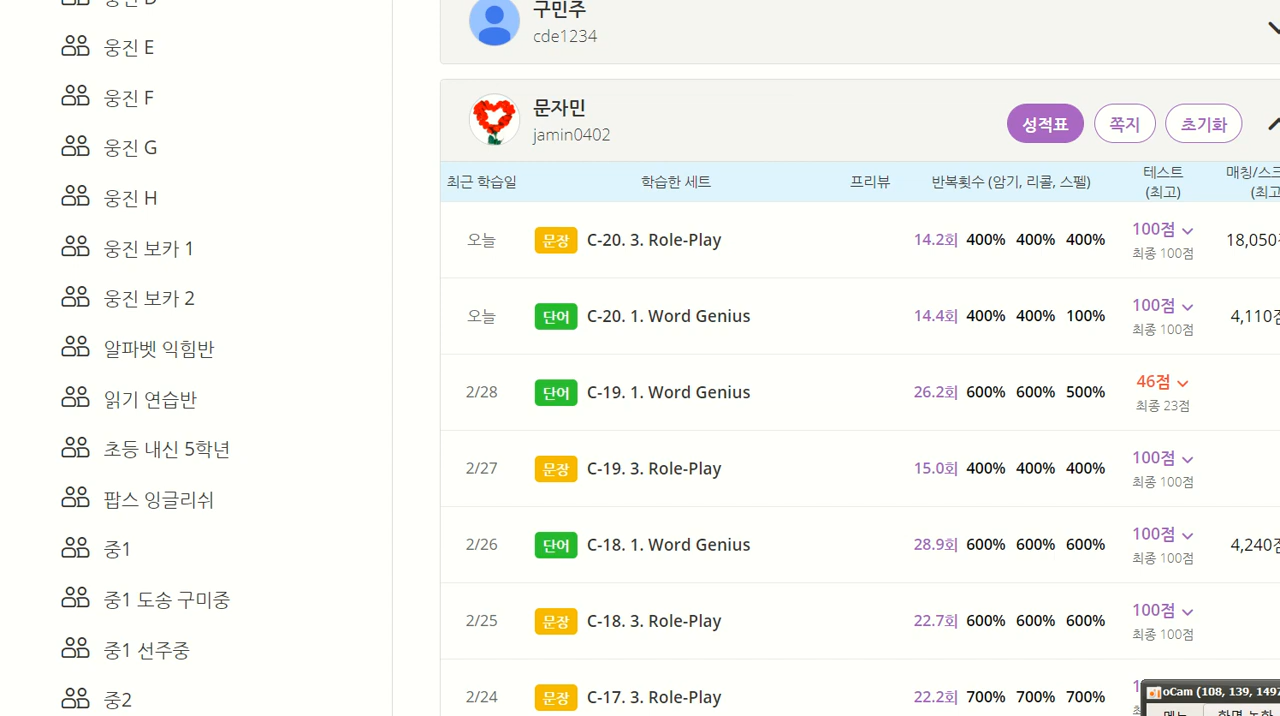 웅진 E
웅진 F
웅진 G
웅진 H
웅진 보카 1
웅진 보카 2
알파벳 익힘반
읽기 연습반
초등 내신 5학년
팝스 잉글리쉬
중1
중1 도송 구미중
중1 선주중
중2
구민주
cde1234
문자민
jamin0402
성적표 쪽지 초기화
최근 학습일 학습한 세트 프리뷰 반복횟수 (암기, 리콜, 스펠) 테스트 (최고) 매칭/스크 (최고
오늘 문장 C-20. 3. Role-Play 14.2회 400% 400% 400% 100점 18,050
최종 100점
오늘 단어 C-20. 1. Word Genius 14.4회 400% 400% 100% 100점 4,110점
최종 100점
2/28 단어 C-19. 1. Word Genius 26.2회 600% 600% 500% 46점
최종 23점
2/27 문장 C-19. 3. Role-Play 15.0회 400% 400% 400% 100점
최종 100점
2/26 단어 C-18. 1. Word Genius 28.9회 600% 600% 600% 100점 4,240점
최종 100점
2/25 문장 C-18. 3. Role-Play 22.7회 600% 600% 600% 100점
최종 100점
2/24 문장 C-17. 3. Role-Play 22.2회 700% 700% 700%
oCam (108, 139, 1497
메뉴 화면 녹화